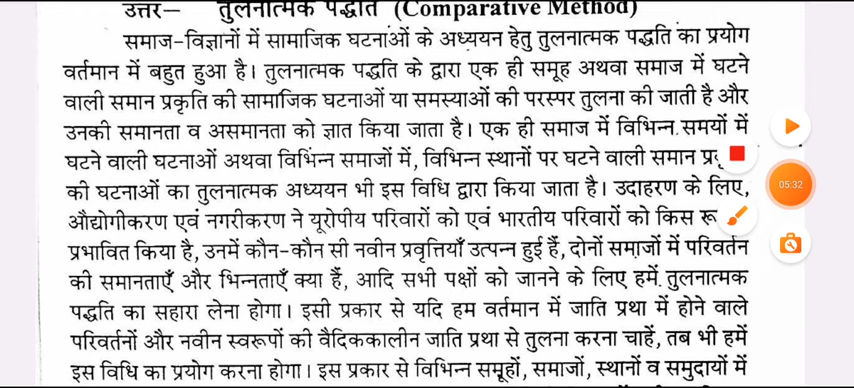 उत्तर— तुलनात्मक पद्धति (Comparative Method)
समाज-विज्ञानों में सामाजिक घटनाओं के अध्ययन हेतु तुलनात्मक पद्धति का प्रयोग
वर्तमान में बहुत हुआ है। तुलनात्मक पद्धति के द्वारा एक ही समूह अथवा समाज में घटने
वाली समान प्रकृति की सामाजिक घटनाओं या समस्याओं की परस्पर तुलना की जाती है और
उनकी समानता व असमानता को ज्ञात किया जाता है। एक ही समाज में विभिन्न समयों में
घटने वाली घटनाओं अथवा विभिन्न समाजों में, विभिन्न स्थानों पर घटने वाली समान
की घटनाओं का तुलनात्मक अध्ययन भी इस विधि द्वारा किया जाता है। उदाहरण के लिए,
05:32
औद्योगीकरण एवं नगरीकरण ने यूरोपीय परिवारों को एवं भारतीय परिवारों को किस
प्रभावित किया है, उनमें कौन-कौन सी नवीन प्रवृत्तियाँ उत्पन्न हुई हैं, दोनों समाजों में परिवर्तन
की समानताएँ और भिन्नताएँ क्या हैं, आदि सभी पक्षों को जानने के लिए हमें तुलनात्मक
पद्धति का सहारा लेना होगा। इसी प्रकार से यदि हम वर्तमान में जाति प्रथा में होने वाले
परिवर्तनों और नवीन स्वरूपों की वैदिककालीन जाति प्रथा से तुलना करना चाहें, तब भी हमें
इस विधि का प्रयोग करना होगा। इस प्रकार से विभिन्न समूहों, समाजों, स्थानों व समुदायों में